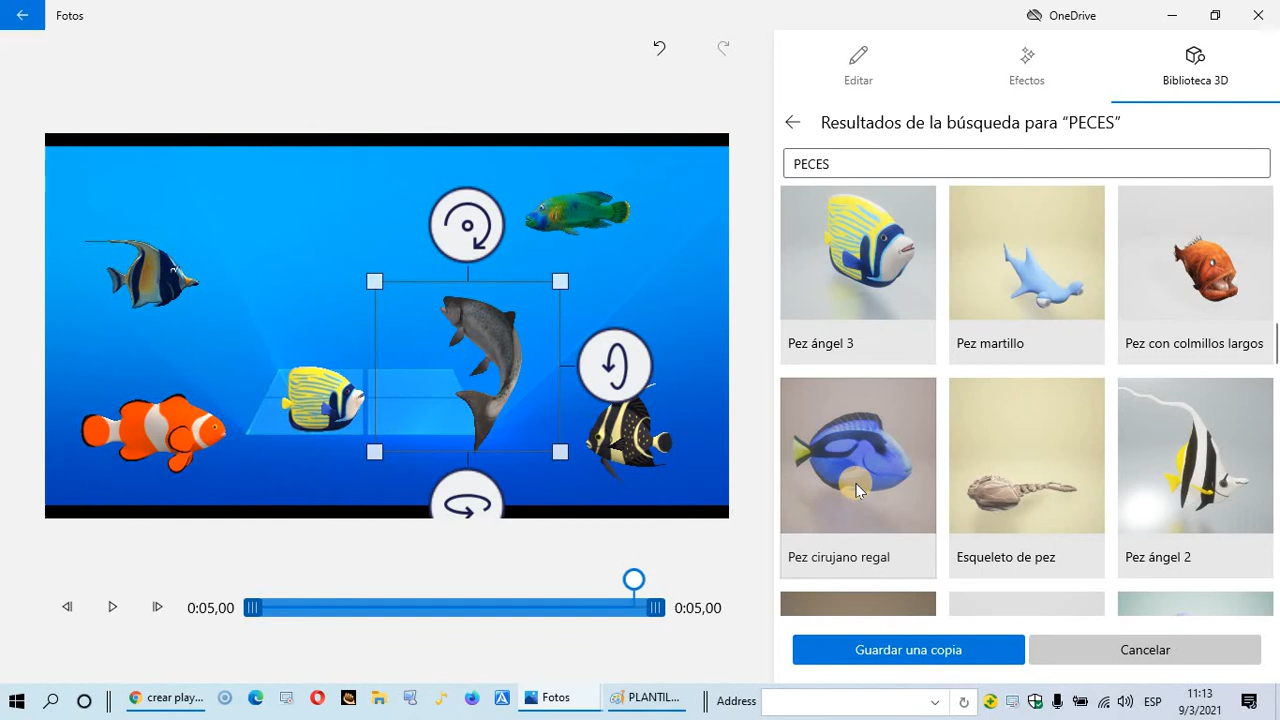 Fotos
OneDrive
Editar
Efectos
Biblioteca 3D
Resultados de la búsqueda para “PECES”
PECES
Pez ángel 3
Pez martillo
Pez con colmillos largos
Pez cirujano regal
Esqueleto de pez
Pez ángel 2
0:05,00
0:05,00
Guardar una copia
Cancelar
crear play...
Fotos
PLANTIL...
Address
ESP
11:13
9/3/2021